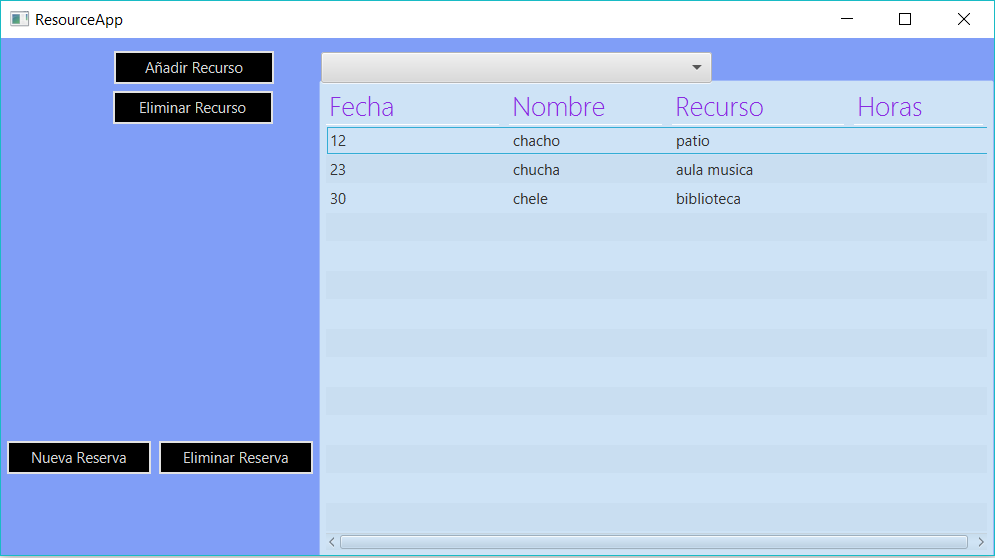 ResourceApp
Añadir Recurso
Eliminar Recurso
Fecha Nombre Recurso Horas
12 chacho patio
23 chucha aula musica
30 chele biblioteca
Nueva Reserva Eliminar Reserva